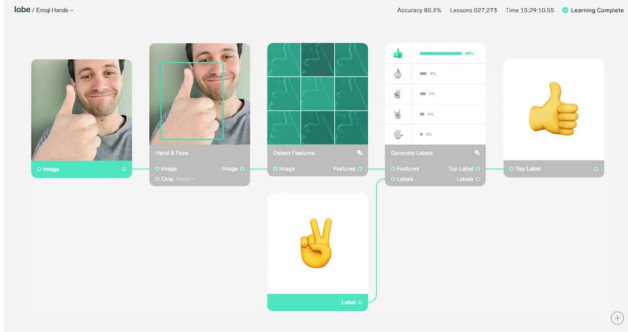 lobe / Emoji Hands
Accuracy 80.3% Lessons 027,273 Time 15:29:10.55 Learning Complete
Image
Hand & Face
Image Image
Crop Hand
Detect Features
Image Features
Generate Labels
Features Top Label
Labels Labels
Top Label
Label